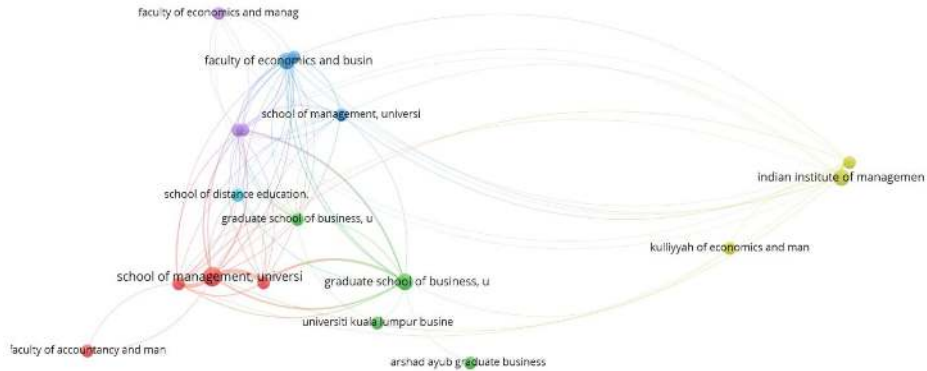 faculty of economics and manag
faculty of economics and busin
school of management, universi
indian institute of managemen
school of distance education.
graduate school of business, u
kulliyyah of economics and man
school of management, universi
graduate school of business, u
universiti kuala lumpur busine
faculty of accountancy and man
arshad ayub graduate business